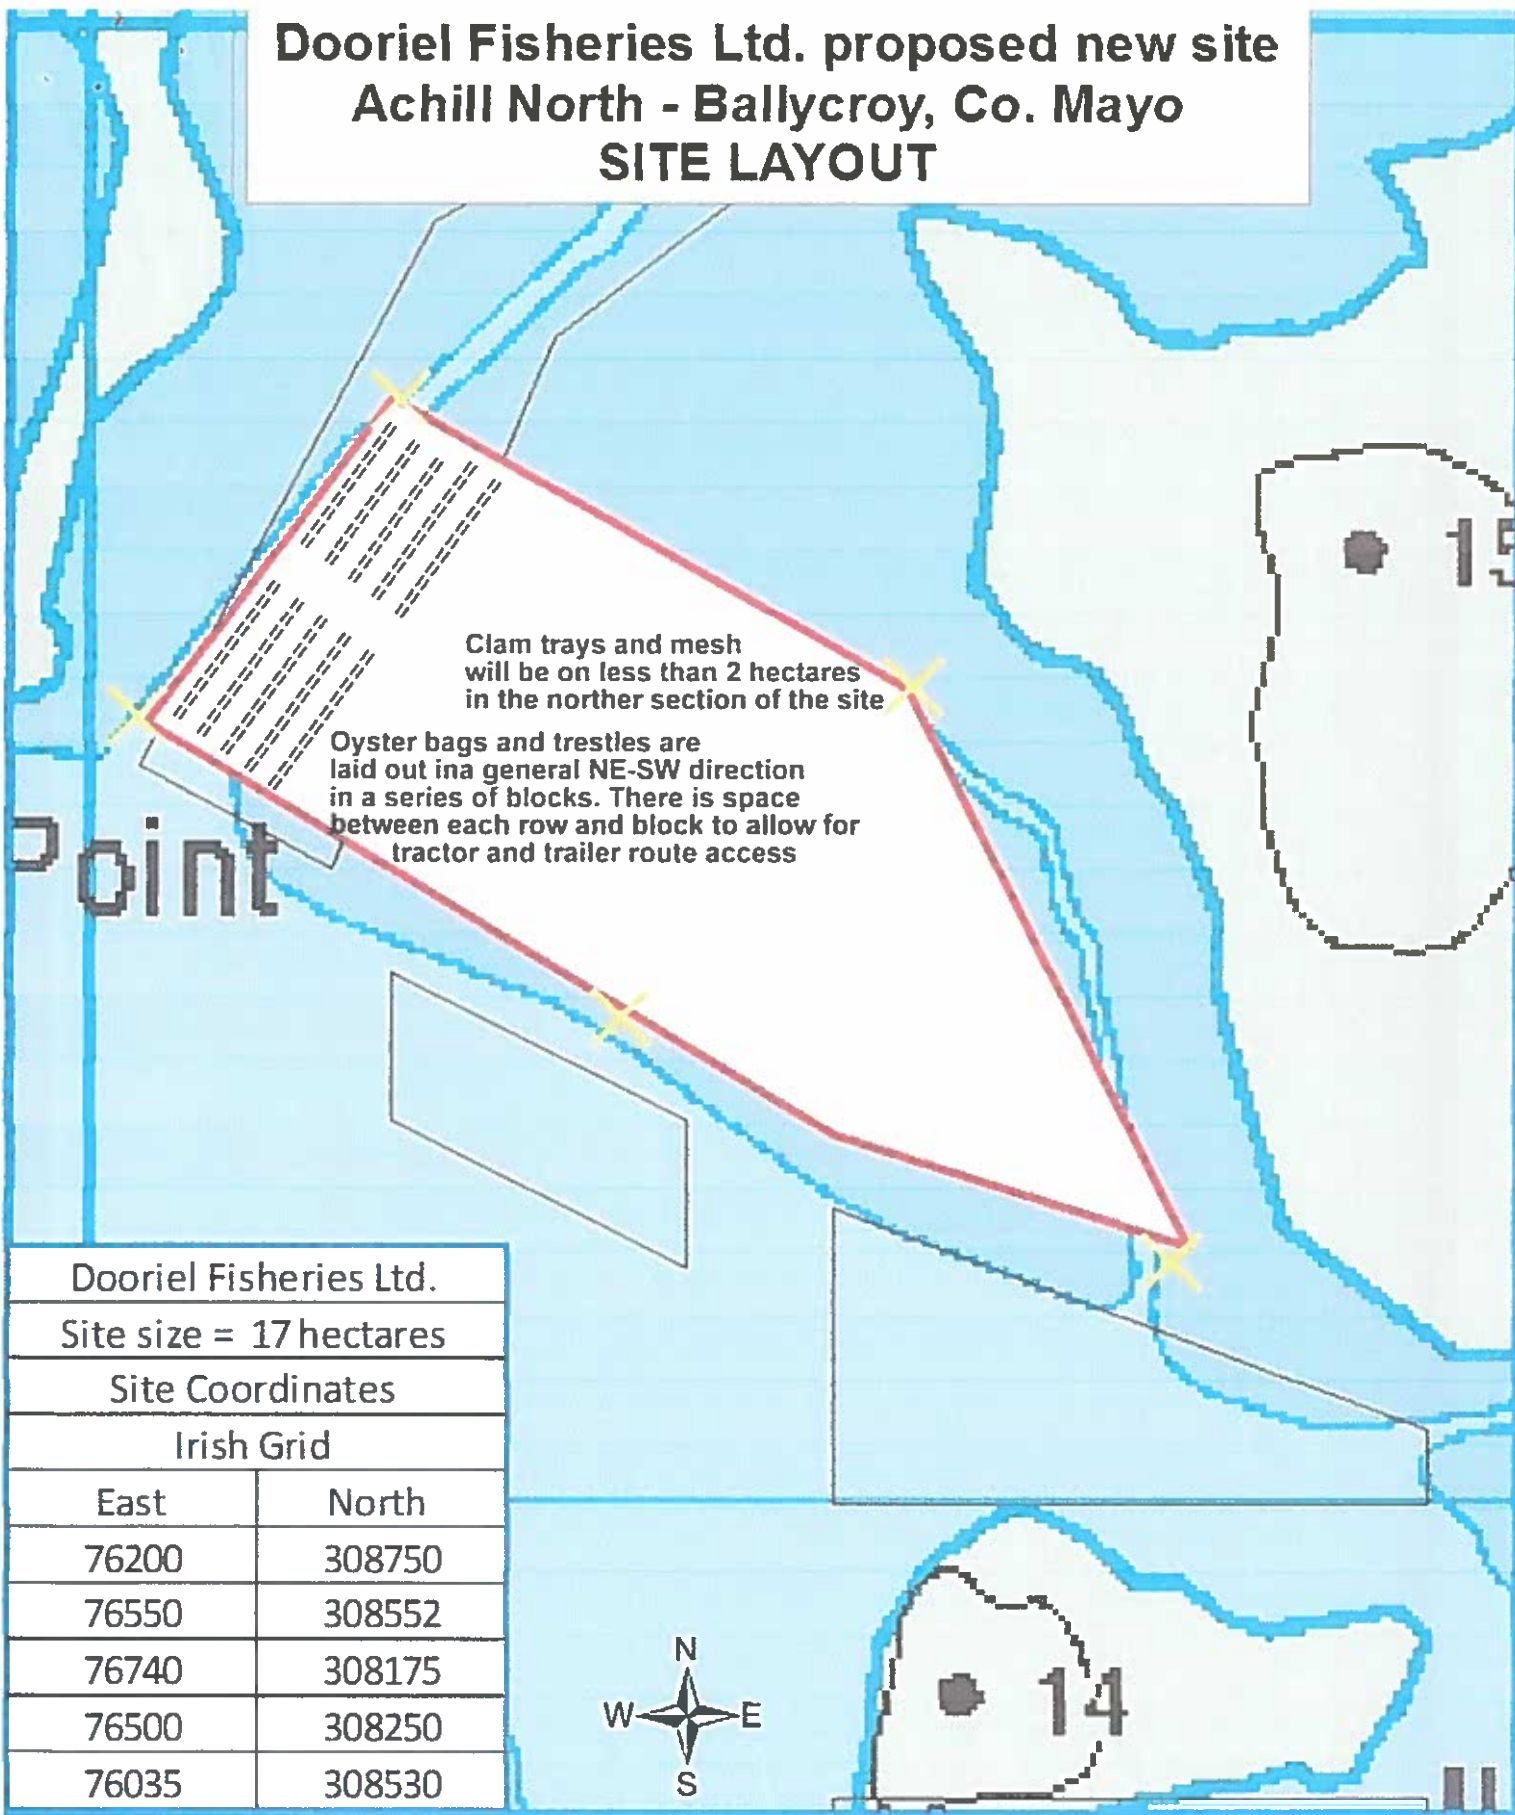 Dooriel Fisheries Ltd. proposed new site
Achill North - Ballycroy, Co. Mayo
SITE LAYOUT
15
Clam trays and mesh
will be on less than 2 hectares
in the norther section of the site
Oyster bags and trestles are
laid out ina general NE-SW direction
in a series of blocks. There is space
between each row and block to allow for
tractor and trailer route access
Point
Dooriel Fisheries Ltd.
Site size = 17 hectares
Site Coordinates
Irish Grid
East North
76200 308750
76550 308552
76740 308175
76500 308250
76035 308530
N
W E
S
14